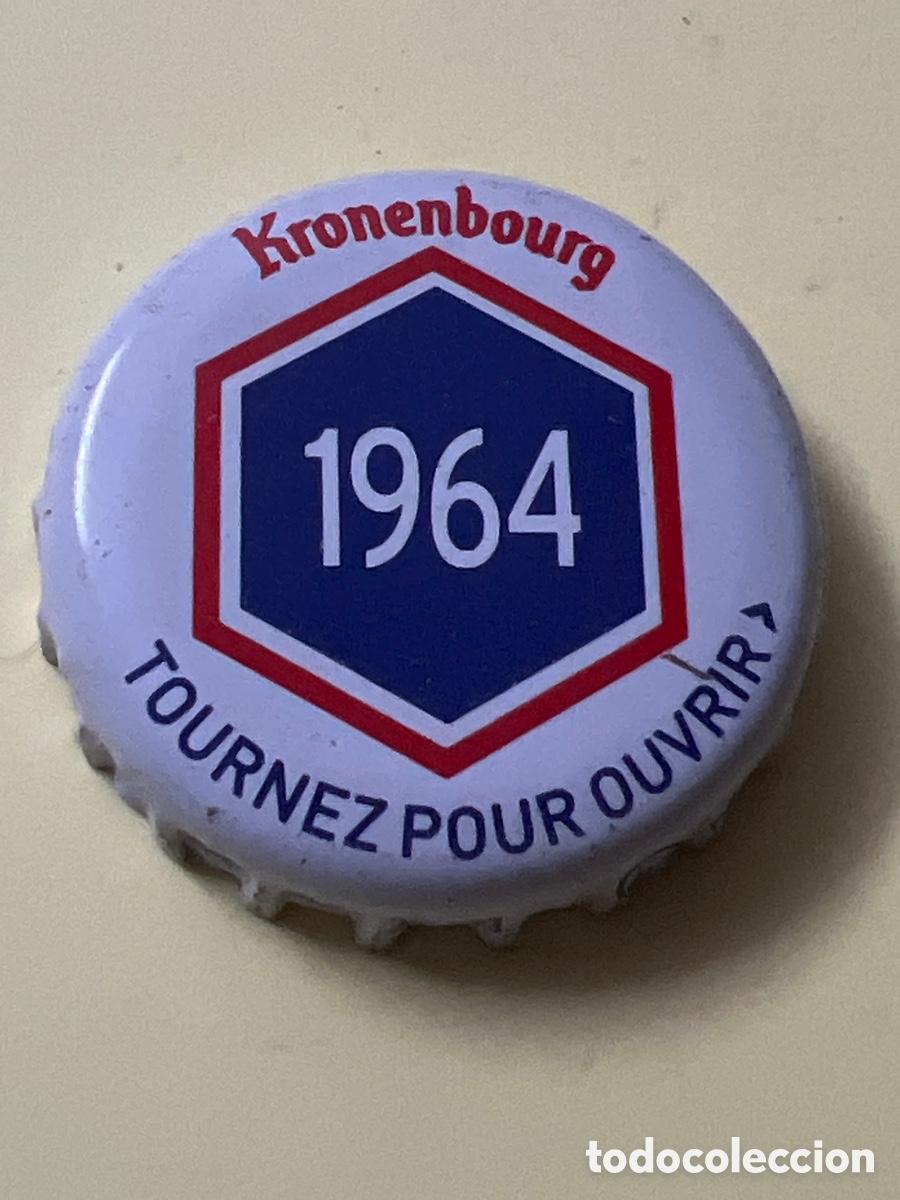 Kronenbourg
1964
TOURNEZ POUR OUVRIR >
todocoleccion